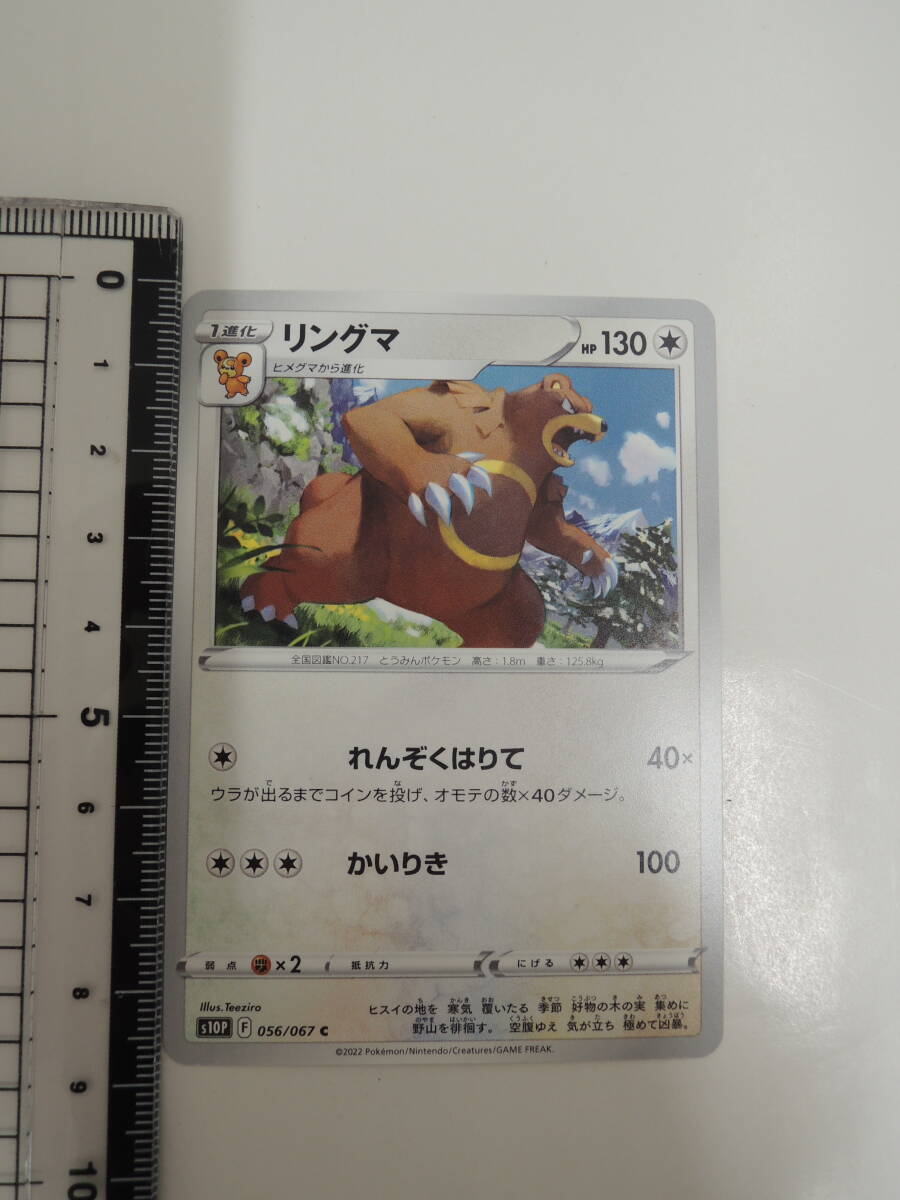 0
1
2
3
4
5
6
7
8
9
10
1進化
リングマ
HP 130
ヒメグマから進化
全国図鑑NO.217 とうみんポケモン 高さ:1.8m 重さ:125.8kg
れんぞくはりて 40×
ウラが出るまでコインを投げ、オモテの数×40ダメージ。
かいりき 100
弱点 ×2 抵抗力 にげる
Illus.Teeziro
ヒスイの地を 寒気 覆いたる 季節 好物の木の実 集めに
野山を徘徊す。 空腹ゆえ 気が立ち 極めて凶暴。
s10P F 056/067 C
©2022 Pokémon/Nintendo/Creatures/GAME FREAK.